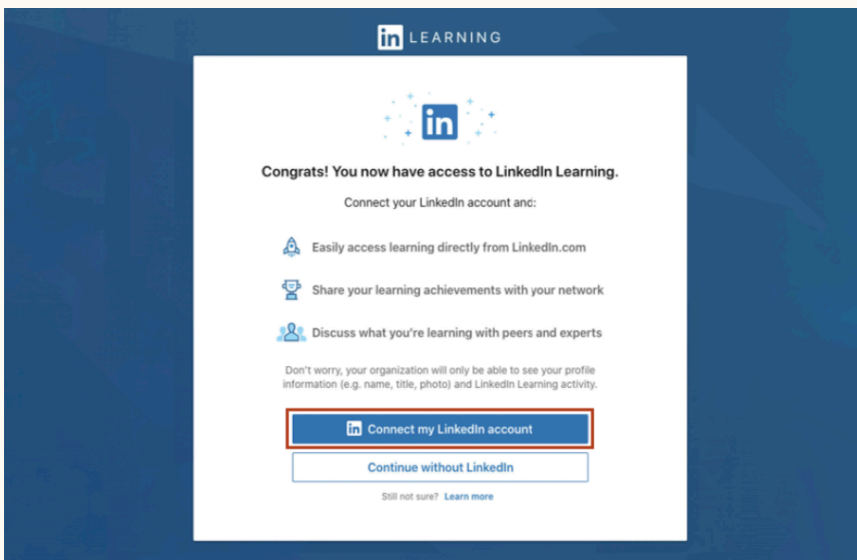 in LEARNING
in
Congrats! You now have access to LinkedIn Learning.
Connect your LinkedIn account and:
Easily access learning directly from LinkedIn.com
Share your learning achievements with your network
Discuss what you're learning with peers and experts
Don't worry, your organization will only be able to see your profile
information (e.g. name, title, photo) and LinkedIn Learning activity.
in Connect my LinkedIn account
Continue without LinkedIn
Still not sure? Learn more